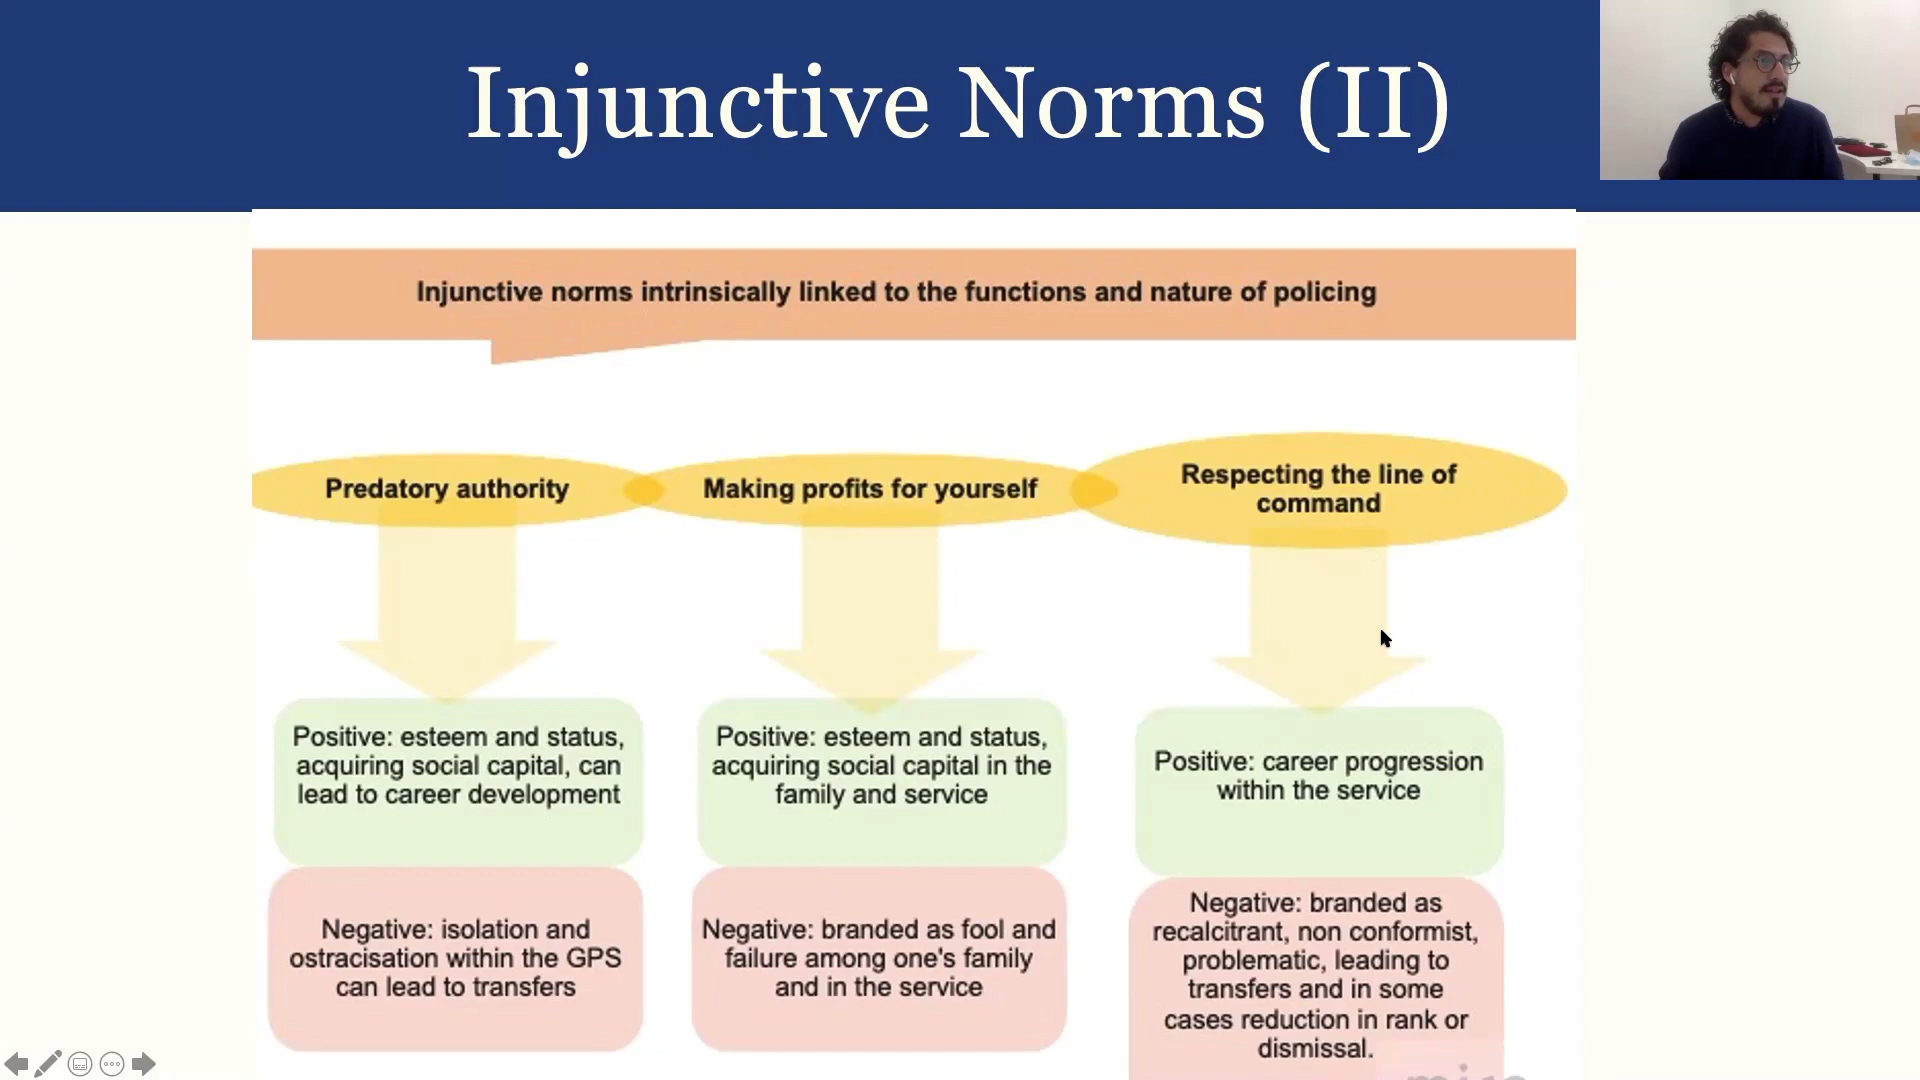 Injunctive Norms (II)
Injunctive norms intrinsically linked to the functions and nature of policing
Predatory authority
Making profits for yourself
Respecting the line of
command
Positive: esteem and status,
acquiring social capital, can
lead to career development
Positive: esteem and status,
acquiring social capital in the
family and service
Positive: career progression
within the service
Negative: isolation and
ostracisation within the GPS
can lead to transfers
Negative: branded as fool and
failure among one's family
and in the service
Negative: branded as
recalcitrant, non conformist,
problematic, leading to
transfers and in some
cases reduction in rank or
dismissal.